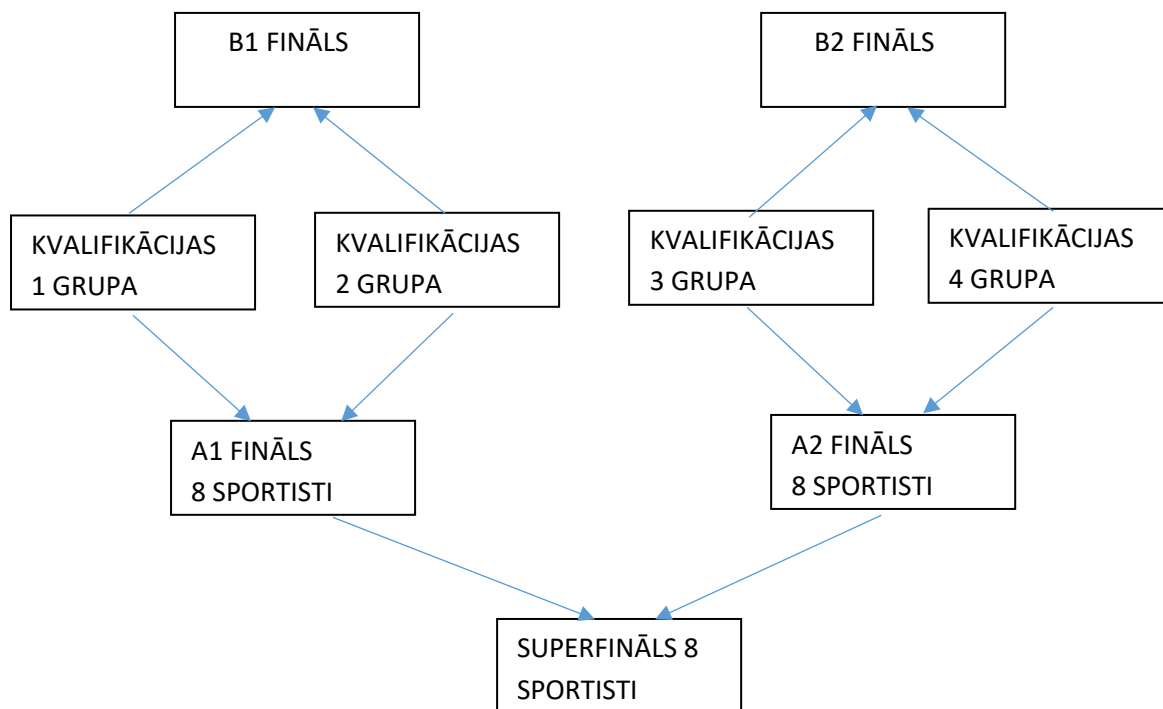 B1 FINĀLS
B2 FINĀLS
KVALIFIKĀCIJAS
1 GRUPA
KVALIFIKĀCIJAS
2 GRUPA
KVALIFIKĀCIJAS
3 GRUPA
KVALIFIKĀCIJAS
4 GRUPA
A1 FINĀLS
8 SPORTISTI
A2 FINĀLS
8 SPORTISTI
SUPERFINĀLS 8
SPORTISTI